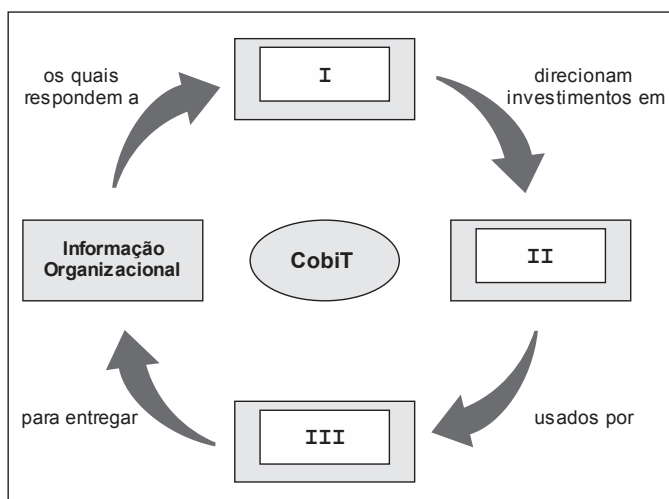 os quais
respondem a
I
direcionam
investimentos em
Informação
Organizacional
CobiT
II
para entregar
III
usados por